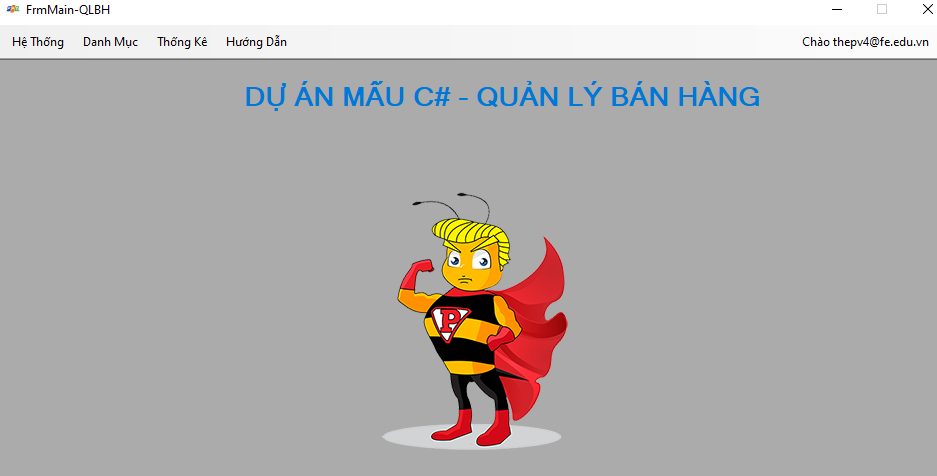 FrmMain-QLBH
Hệ Thống Danh Mục Thống Kê Hướng Dẫn Chào thepv4@fe.edu.vn
DỰ ÁN MẪU C# - QUẢN LÝ BÁN HÀNG
P